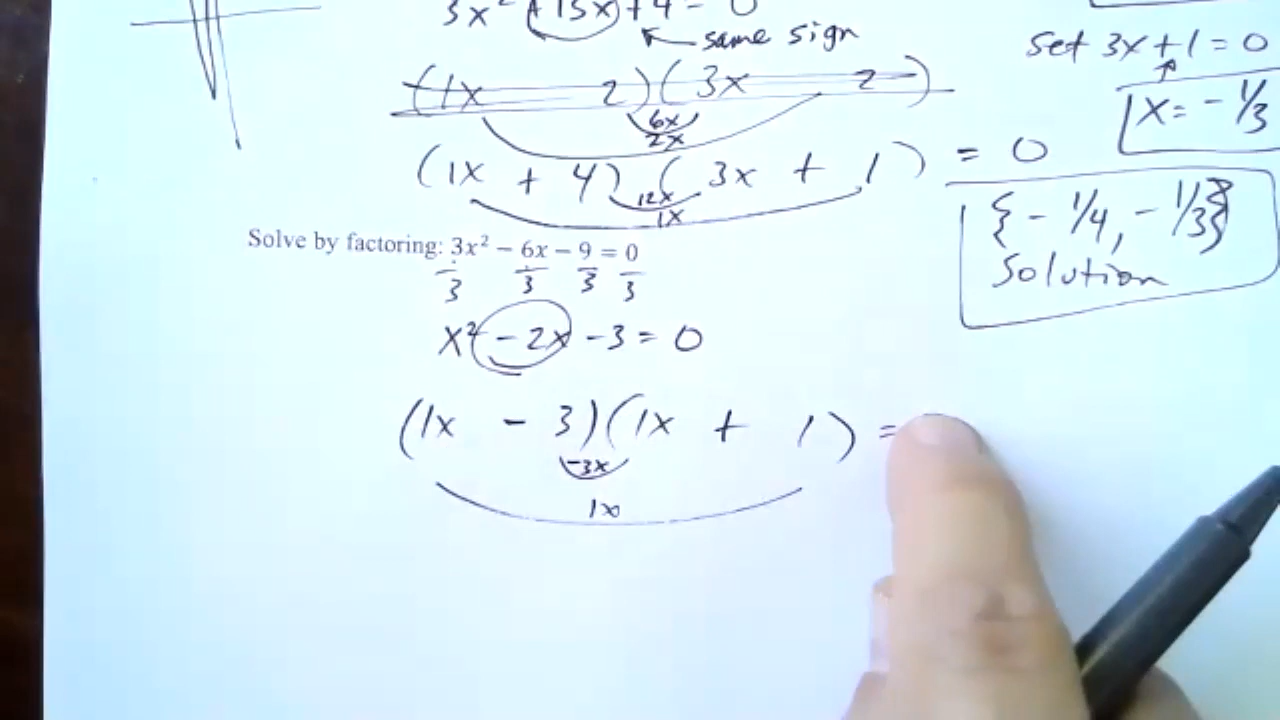 3x² + 13x + 4 = 0
same sign
(1x 2)(3x 2)
6x
2x
(1x + 4)(3x + 1) = 0
12x
1x
set 3x + 1 = 0
x = - 1/3
{- 1/4, - 1/3}
Solution
Solve by factoring: 3x² − 6x − 9 = 0
3 3 3 3
x² - 2x - 3 = 0
(1x - 3)(1x + 1) =
-3x
1x